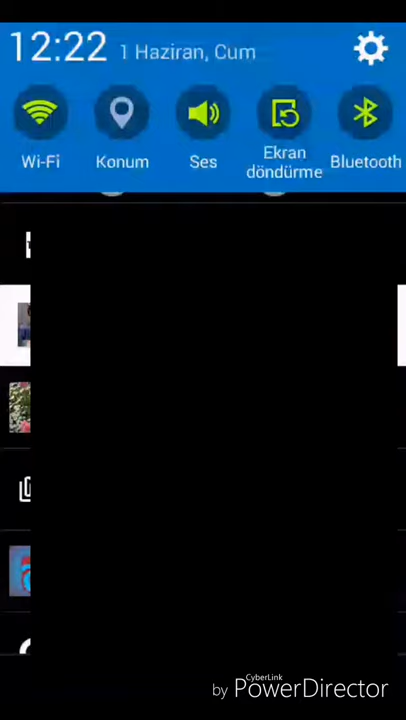 12:22 1 Haziran, Cum
Wi-Fi Konum Ses Ekran döndürme Bluetooth
CyberLink
by PowerDirector